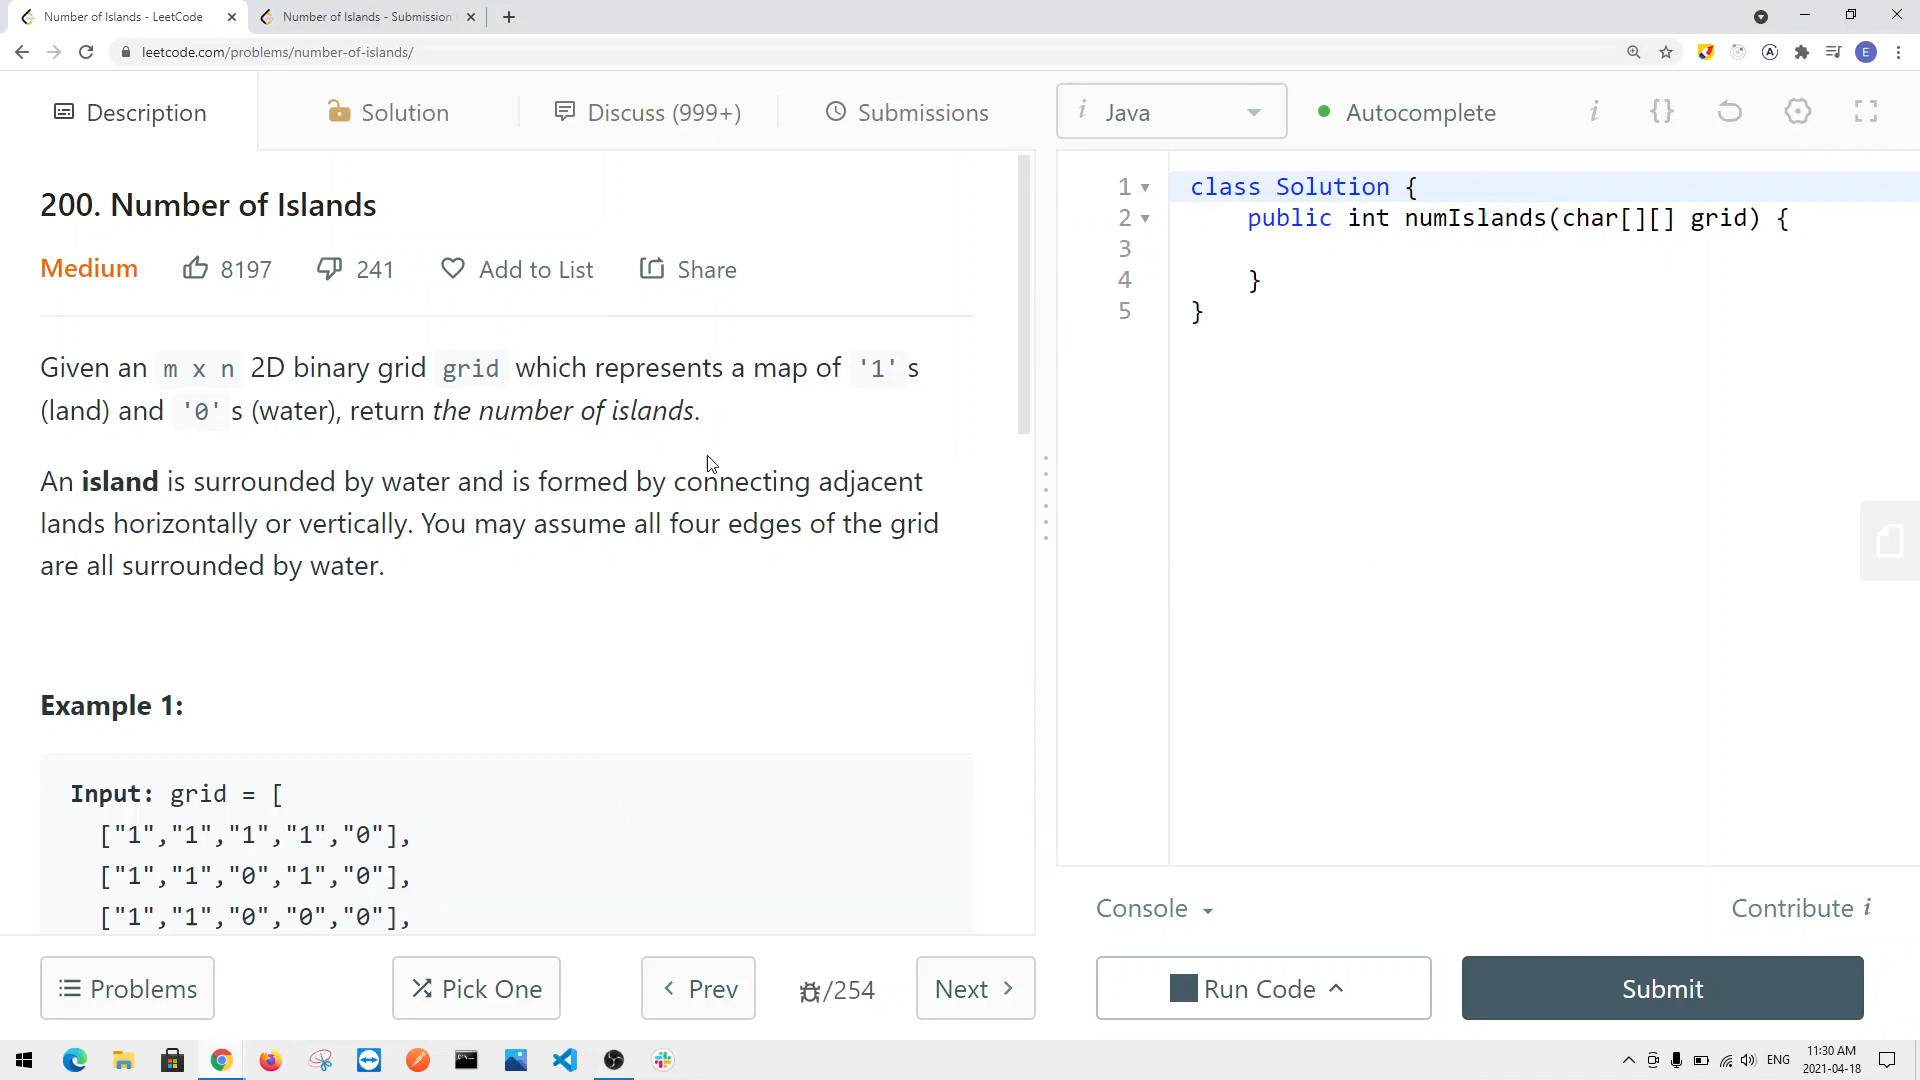 Number of Islands - LeetCode
Number of Islands - Submission
leetcode.com/problems/number-of-islands/
E
Description
Solution
Discuss (999+)
Submissions
i Java
Autocomplete
i {}
200. Number of Islands
Medium
8197
241
Add to List
Share
Given an m x n 2D binary grid grid which represents a map of '1' s
(land) and '0' s (water), return the number of islands.
An island is surrounded by water and is formed by connecting adjacent
lands horizontally or vertically. You may assume all four edges of the grid
are all surrounded by water.
Example 1:
Input: grid = [
["1","1","1","1","0"],
["1","1","0","1","0"],
["1","1","0","0","0"],
1 class Solution {
2 public int numIslands(char[][] grid) {
3
4 }
5 }
Console
Contribute i
Problems
Pick One
Prev
/254
Next
Run Code
Submit
ENG
11:30 AM
2021-04-18